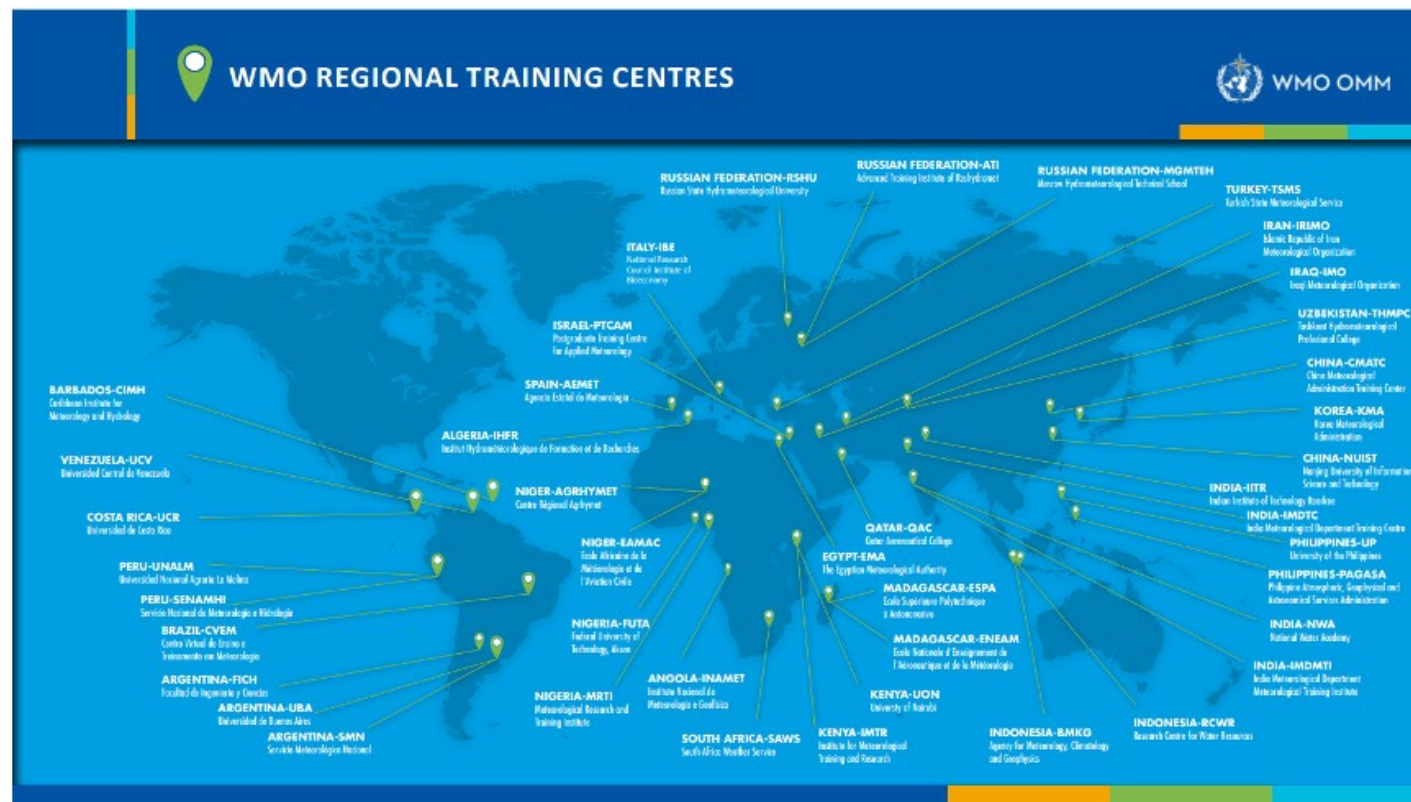 WMO REGIONAL TRAINING CENTRES
WMO OMM
RUSSIAN FEDERATION-RSHU
Russian State Hydrometeorological University
RUSSIAN FEDERATION-ATI
Advanced Training Institute of Roshydromet
RUSSIAN FEDERATION-MGMTEH
Moscow Hydrometeorological Technical School
TURKEY-TSMS
Turkish State Meteorological Service
IRAN-IRIMO
Islamic Republic of Iran
Meteorological Organization
IRAQ-IMO
Iraqi Meteorological Organization
UZBEKISTAN-THMPC
Tashkent Hydrometeorological
Profesional College
CHINA-CMATC
China Meteorological
Administration Training Center
KOREA-KMA
Korea Meteorological
Administration
CHINA-NUIST
Nanjing University of Information
Science and Technology
INDIA-IITR
Indian Institute of Technology Roorkee
INDIA-IMDTC
India Meteorological Department Training Centre
PHILIPPINES-UP
University of the Philippines
PHILIPPINES-PAGASA
Philippine Atmospheric, Geophysical and
Astronomical Services Administration
INDIA-NWA
National Water Academy
INDIA-IMDMTI
India Meteorological Department
Meteorological Training Institute
INDONESIA-RCWR
Research Centre for Water Resources
INDONESIA-BMKG
Agency for Meteorology, Climatology
and Geophysics
ITALY-IBE
National Research
Council Institute of
Bioeconomy
ISRAEL-PTCAM
Postgraduate Training Centre
for Applied Meteorology
SPAIN-AEMET
Agencia Estatal de Meteorología
ALGERIA-IHFR
Institut Hydrométéorologique de Formation et de Recherches
NIGER-AGRHYMET
Centre Régional Agrhymet
NIGER-EAMAC
Ecole Africaine de la
Météorologie et de
l'Aviation Civile
NIGERIA-FUTA
Federal University of
Technology, Akure
NIGERIA-MRTI
Meteorological Research and
Training Institute
ANGOLA-INAMET
Instituto Nacional de
Meteorologia e Geofísica
SOUTH AFRICA-SAWS
South Africa Weather Service
KENYA-IMTR
Institute for Meteorological
Training and Research
KENYA-UON
University of Nairobi
MADAGASCAR-ENEAM
Ecole Nationale d'Enseignement de
l'Aéronautique et de la Météorologie
MADAGASCAR-ESPA
Ecole Supérieure Polytechnique
EGYPT-EMA
The Egyptian Meteorological Authority
QATAR-QAC
Qatar Aeronautical College
BARBADOS-CIMH
Caribbean Institute for
Meteorology and Hydrology
VENEZUELA-UCV
Universidad Central de Venezuela
COSTA RICA-UCR
Universidad de Costa Rica
PERU-UNALM
Universidad Nacional Agraria La Molina
PERU-SENAMHI
Servicio Nacional de Meteorología e Hidrología
BRAZIL-CVEM
Centro Virtual de Ensino e
Treinamento em Meteorologia
ARGENTINA-FICH
Facultad de Ingeniería y Ciencias
ARGENTINA-UBA
Universidad de Buenos Aires
ARGENTINA-SMN
Servicio Meteorológico Nacional